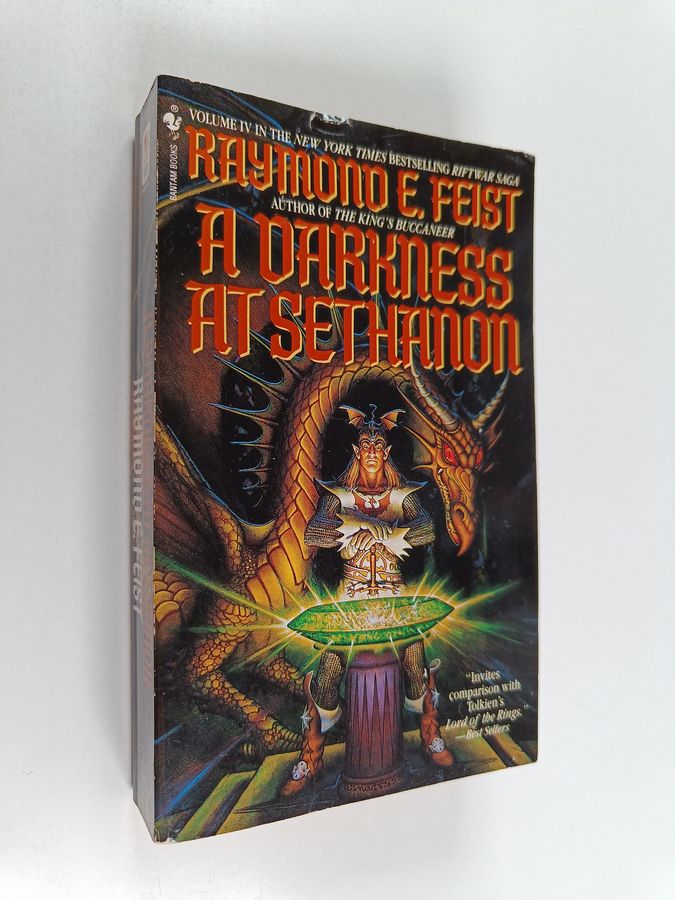 ®
BANTAM BOOKS
VOLUME IV IN THE NEW YORK TIMES BESTSELLING RIFTWAR SAGA
RAYMOND E. FEIST
AUTHOR OF THE KING'S BUCCANEER
A DARKNESS
AT SETHANON
"Invites
comparison with
Tolkien's
Lord of the Rings."
—Best Sellers
RAYMOND E. FEIST